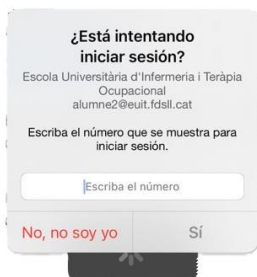 ¿Está intentando
iniciar sesión?
Escola Universitària d'Infermeria i Teràpia
Ocupacional
alumne2@euit.fdsll.cat
Escriba el número que se muestra para
iniciar sesión.
Escriba el número
No, no soy yo
Sí